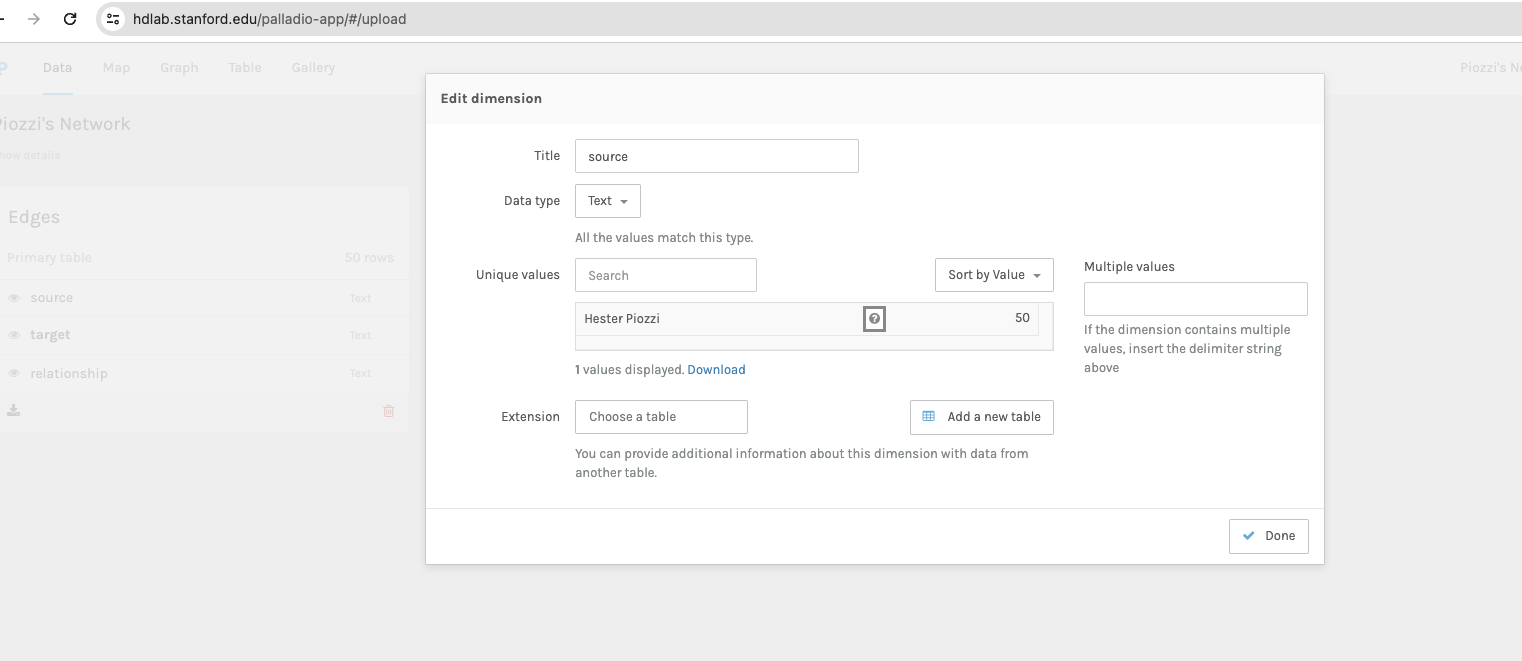 hdlab.stanford.edu/palladio-app/#/upload
P Data Map Graph Table Gallery Piozzi's Ne
Piozzi's Network
how details
Edges
Primary table 50 rows
source Text
target Text
relationship Text
Edit dimension
Title source
Data type Text
All the values match this type.
Unique values Search Sort by Value
Hester Piozzi ? 50
1 values displayed. Download
Multiple values
If the dimension contains multiple
values, insert the delimiter string
above
Extension Choose a table Add a new table
You can provide additional information about this dimension with data from
another table.
Done